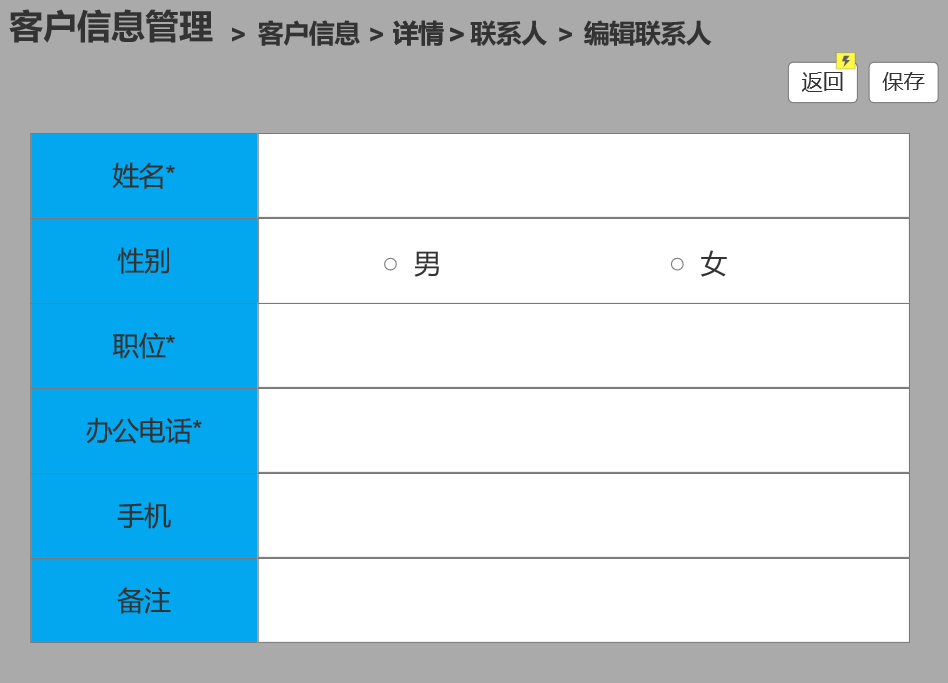 客户信息管理 > 客户信息 > 详情 > 联系人 > 编辑联系人
返回 保存
姓名*
性别 男 女
职位*
办公电话*
手机
备注